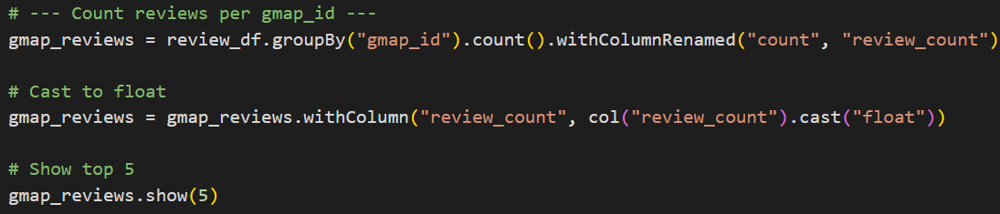 # --- Count reviews per gmap_id ---
gmap_reviews = review_df.groupBy("gmap_id").count().withColumnRenamed("count", "review_count")
# Cast to float
gmap_reviews = gmap_reviews.withColumn("review_count", col("review_count").cast("float"))
# Show top 5
gmap_reviews.show(5)